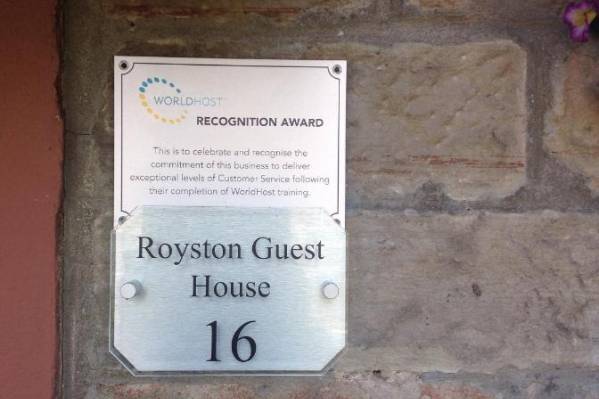 WORLDHOST
RECOGNITION AWARD
This is to celebrate and recognise the
commitment of this business to deliver
exceptional levels of Customer Service following
their completion of WorldHost training.
Royston Guest
House
16